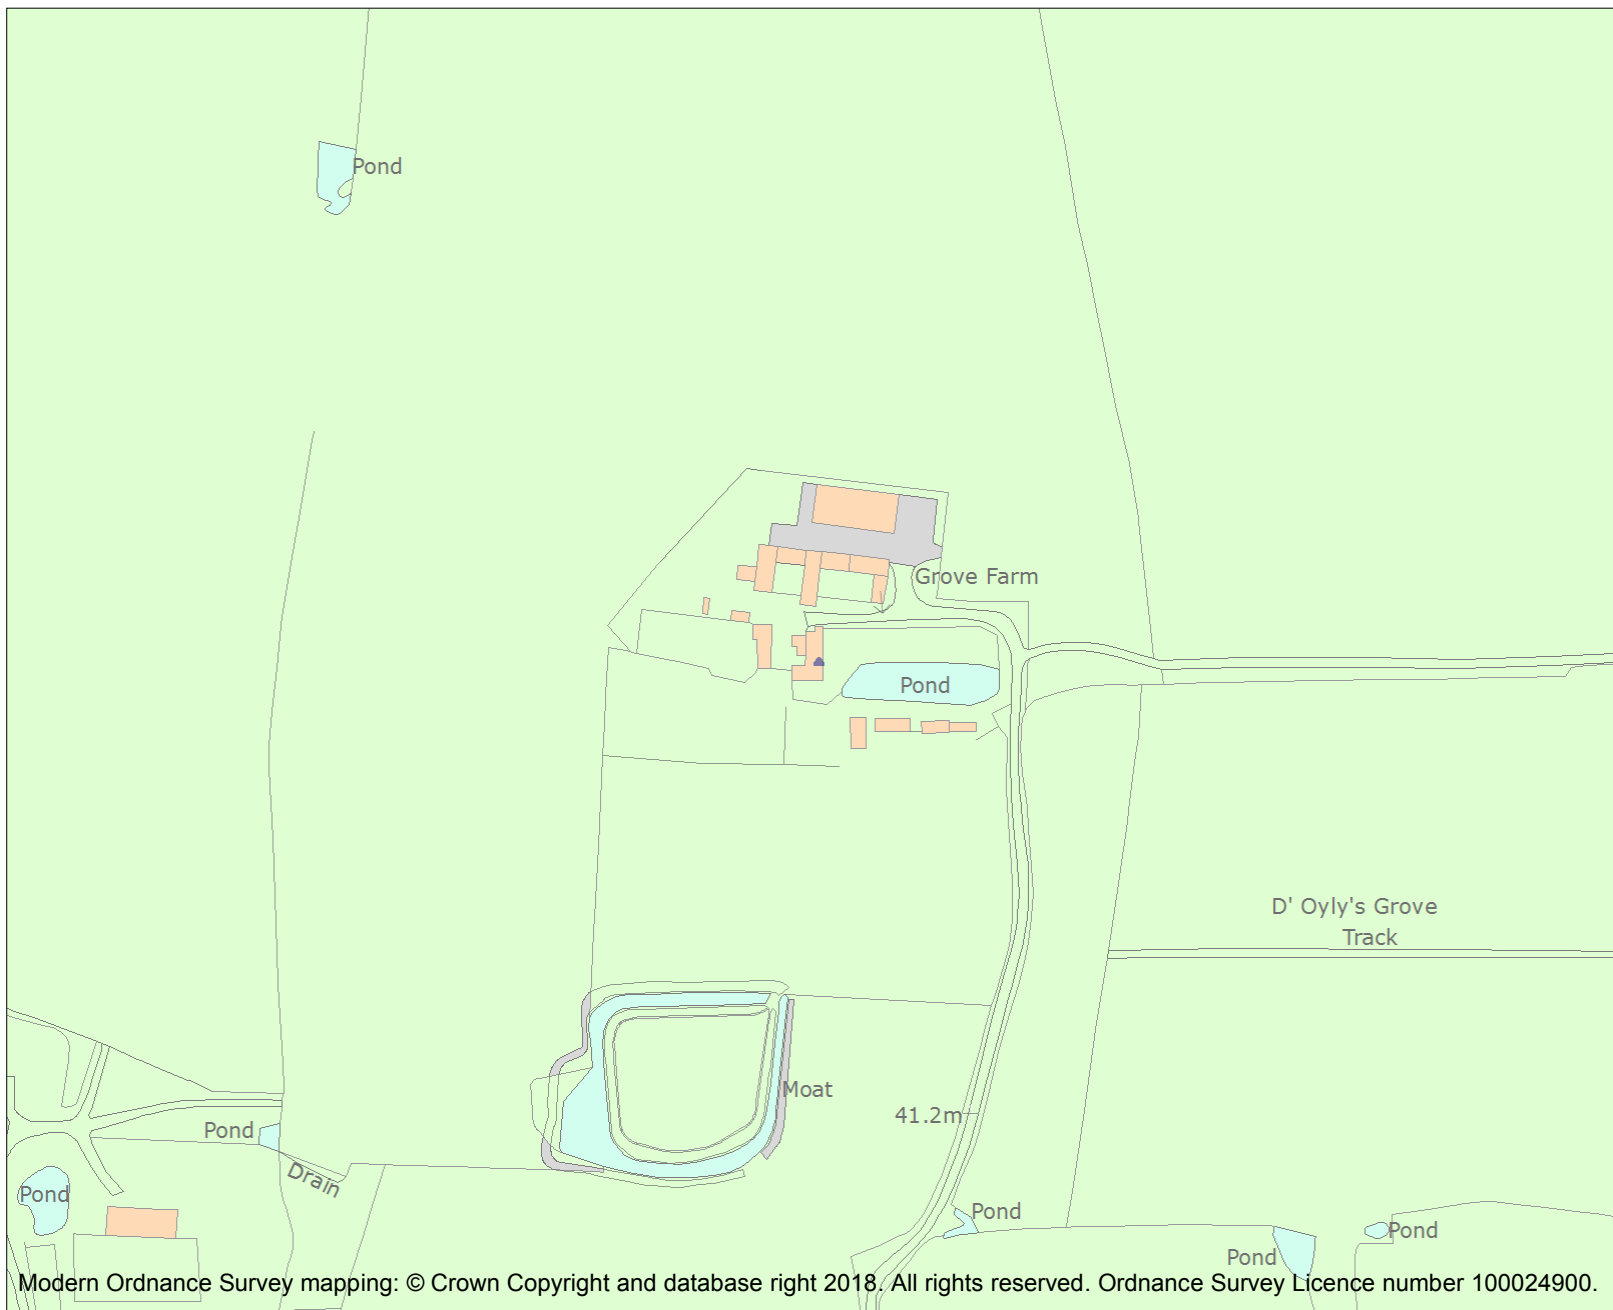 Pond
Grove Farm
Pond
D' Oyly's Grove
Track
Moat
41.2m
Pond
Drain
Pond
Pond
Pond
Pond
Modern Ordnance Survey mapping: © Crown Copyright and database right 2018. All rights reserved. Ordnance Survey Licence number 100024900.